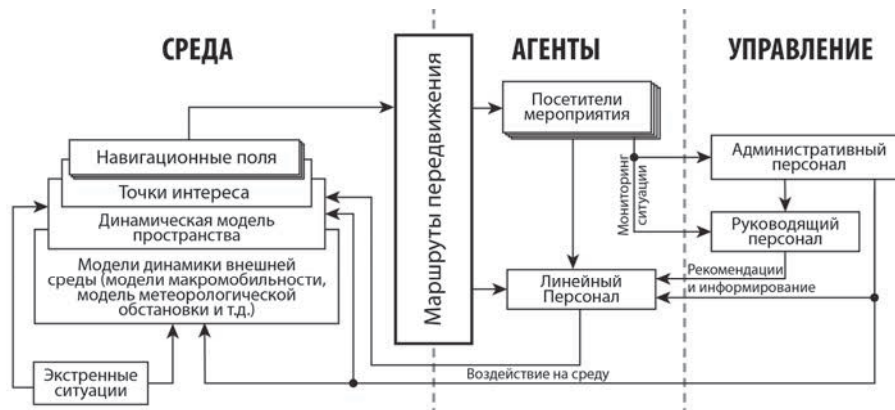 СРЕДА
АГЕНТЫ
УПРАВЛЕНИЕ
Маршруты передвижения
Посетители
мероприятия
Навигационные поля
Точки интереса
Динамическая модель
пространства
Модели динамики внешней
среды (модели макромобильности,
модель метеорологической
обстановки и т.д.)
Экстренные
ситуации
Мониторинг
ситуации
Административный
персонал
Руководящий
персонал
Рекомендации
и информирование
Линейный
Персонал
Воздействие на среду